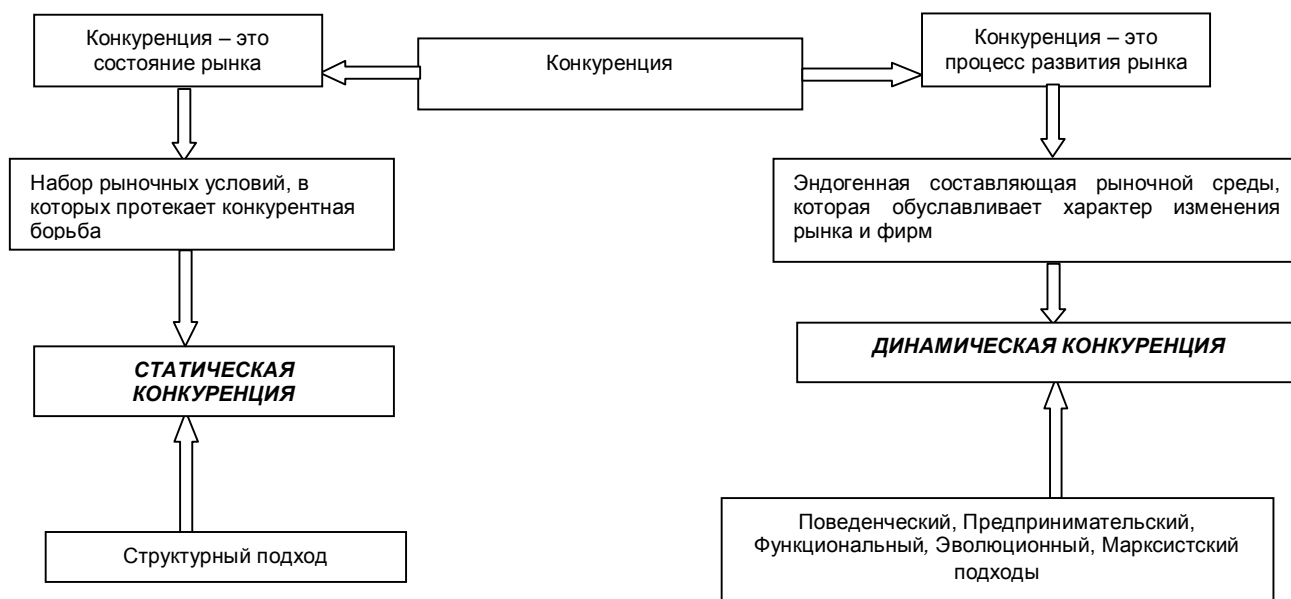 Конкуренция – это
состояние рынка
Конкуренция
Конкуренция – это
процесс развития рынка
Набор рыночных условий, в
которых протекает конкурентная
борьба
Эндогенная составляющая рыночной среды,
которая обуславливает характер изменения
рынка и фирм
СТАТИЧЕСКАЯ
КОНКУРЕНЦИЯ
ДИНАМИЧЕСКАЯ КОНКУРЕНЦИЯ
Структурный подход
Поведенческий, Предпринимательский,
Функциональный, Эволюционный, Марксистский
подходы